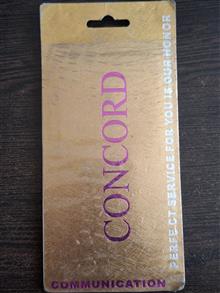 CONCORD
PERFECT SERVICE FOR YOU IS OUR HONOR
COMMUNICATION